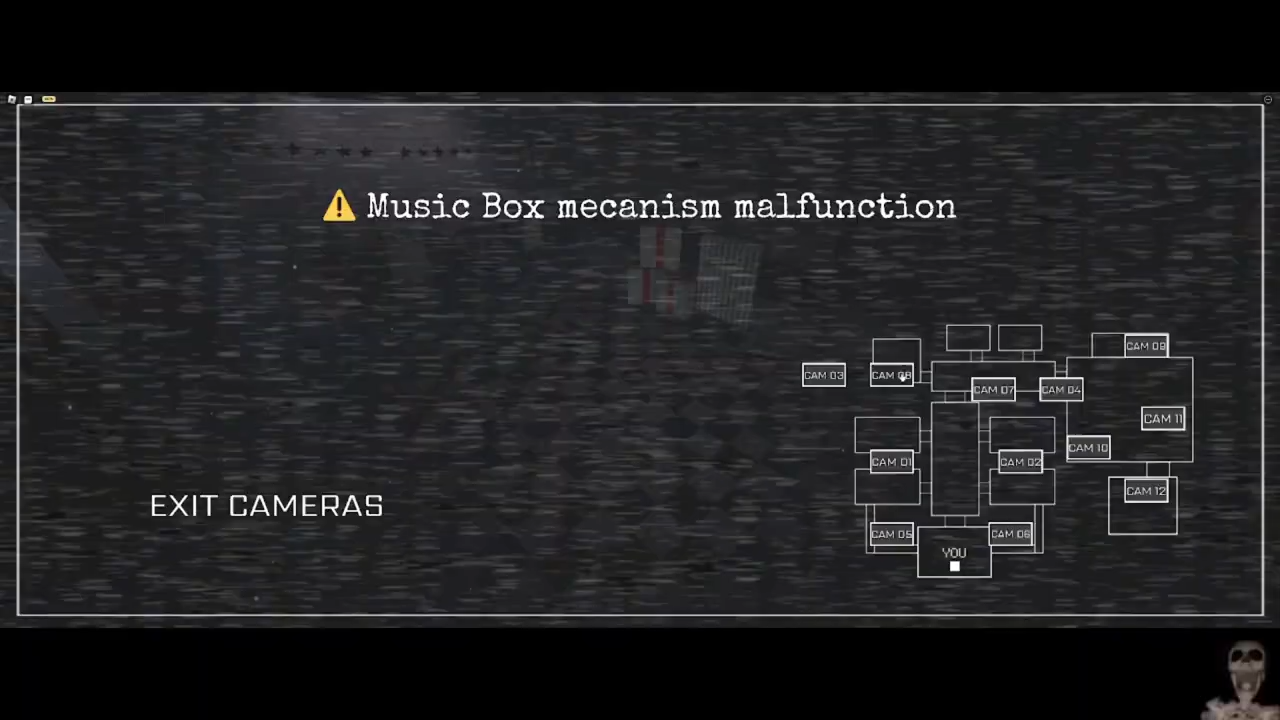 ⚠ Music Box mecanism malfunction
CAM 09
CAM 03
CAM 08
CAM 07
CAM 04
CAM 11
CAM 10
CAM 01
CAM 02
CAM 12
EXIT CAMERAS
CAM 05
CAM 06
YOU